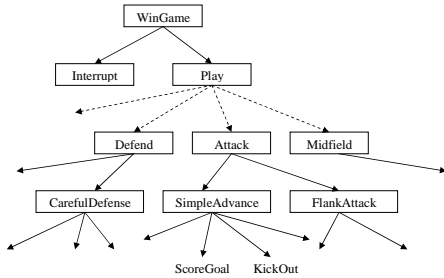 WinGame
Interrupt Play
Defend Attack Midfield
CarefulDefense SimpleAdvance FlankAttack
ScoreGoal KickOut